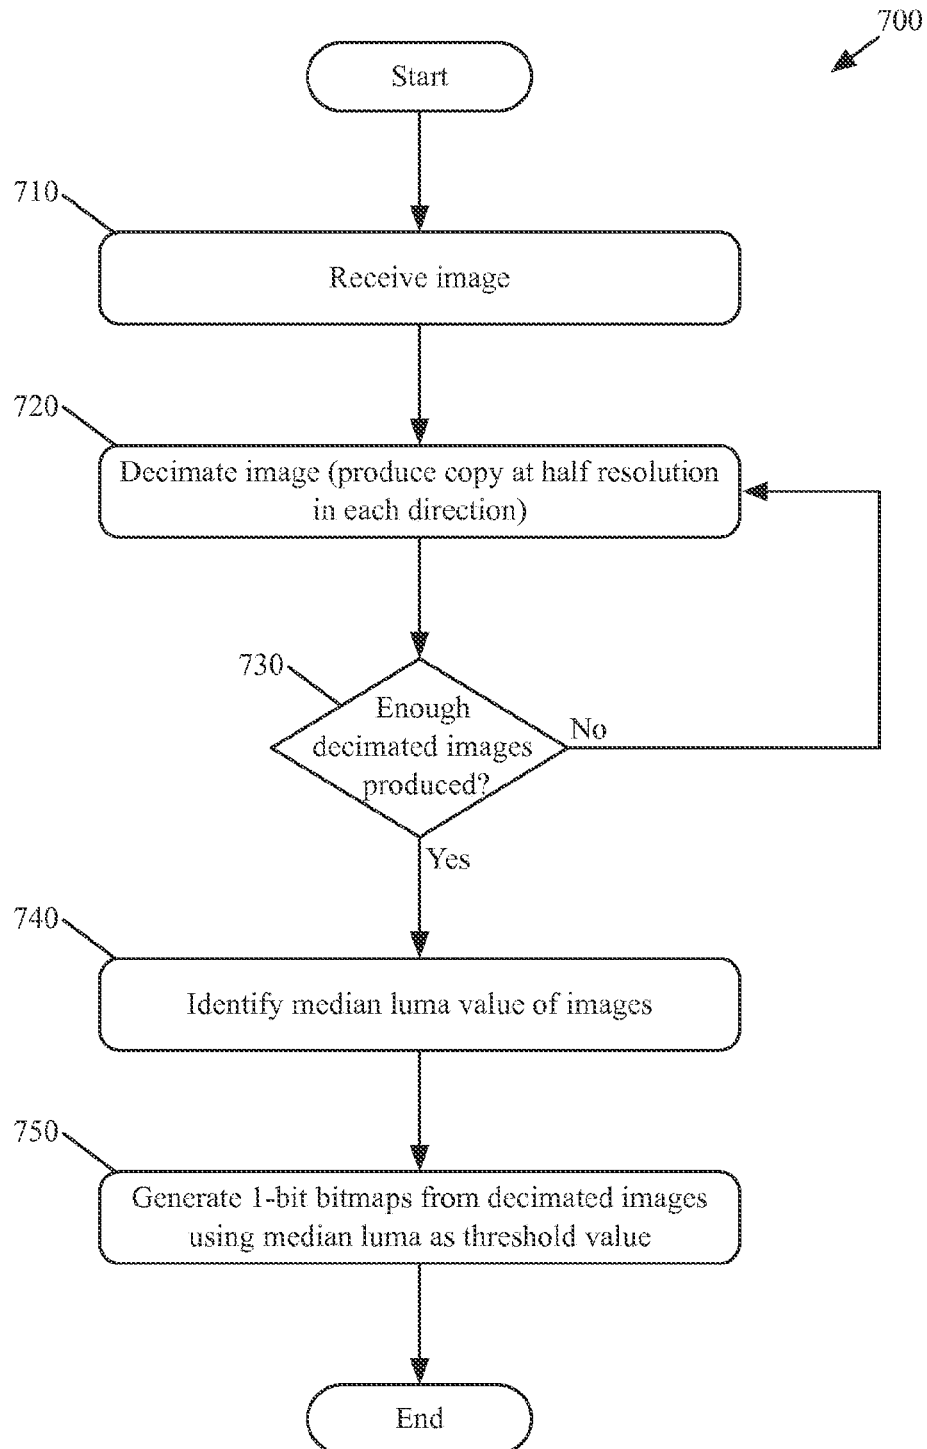 700
Start
710
Receive image
720
Decimate image (produce copy at half resolution
in each direction)
730
Enough
decimated images
produced?
No
Yes
740
Identify median luma value of images
750
Generate 1-bit bitmaps from decimated images
using median luma as threshold value
End